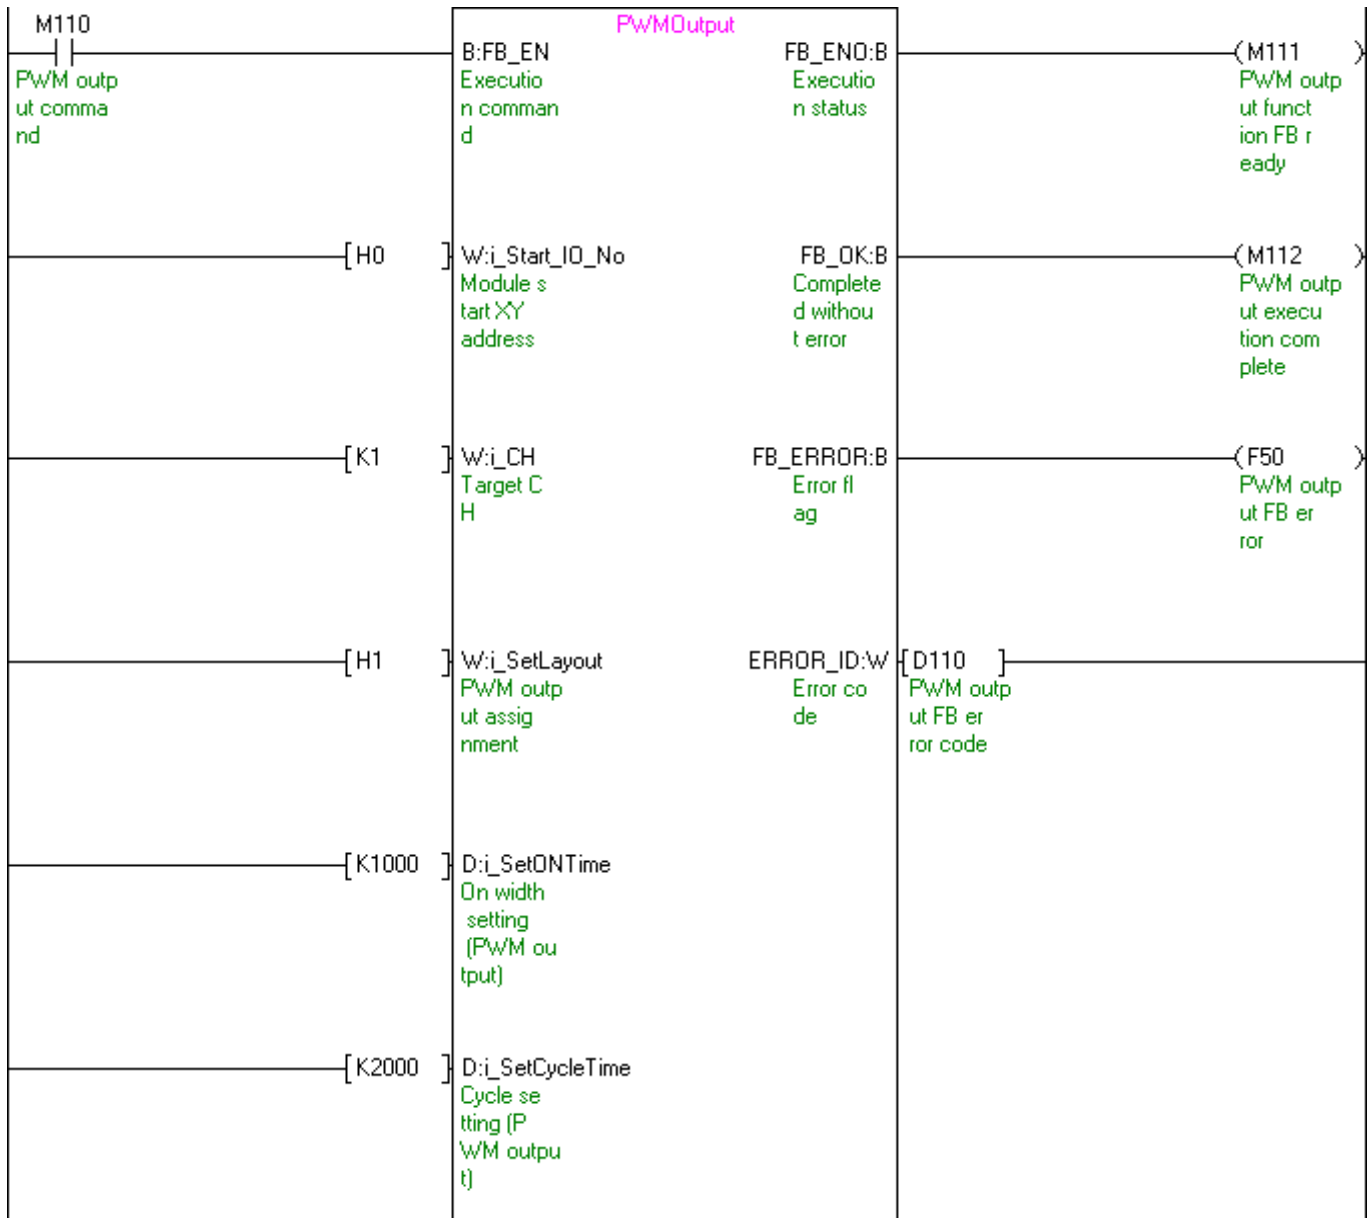 M110
PWMOutput
B:FB_EN
FB_ENO:B
(M111 )
PWM outp
ut comma
nd
Executio
n comman
d
Executio
n status
PWM outp
ut funct
ion FB r
eady
[H0 ]
W:i_Start_IO_No
FB_OK:B
(M112 )
Module s
tart XY
address
Complete
d withou
t error
PWM outp
ut execu
tion com
plete
[K1 ]
W:i_CH
FB_ERROR:B
(F50 )
Target C
H
Error fl
ag
PWM outp
ut FB er
ror
[H1 ]
W:i_SetLayout
ERROR_ID:W
[D110 ]
PWM outp
ut assig
nment
Error co
de
PWM outp
ut FB er
ror code
[K1000 ]
D:i_SetONTime
On width
setting
(PWM ou
tput)
[K2000 ]
D:i_SetCycleTime
Cycle se
tting (P
WM outpu
t)